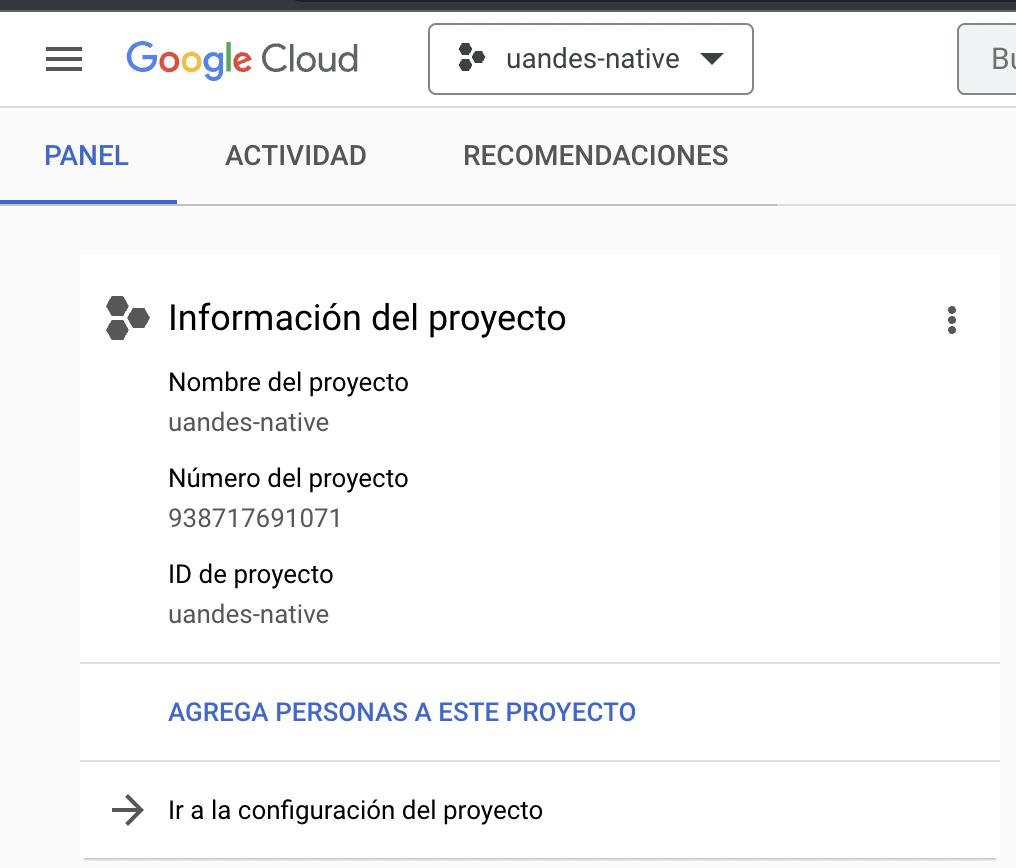 Google Cloud
uandes-native
PANEL
ACTIVIDAD
RECOMENDACIONES
Información del proyecto
Nombre del proyecto
uandes-native
Número del proyecto
938717691071
ID de proyecto
uandes-native
AGREGA PERSONAS A ESTE PROYECTO
Ir a la configuración del proyecto